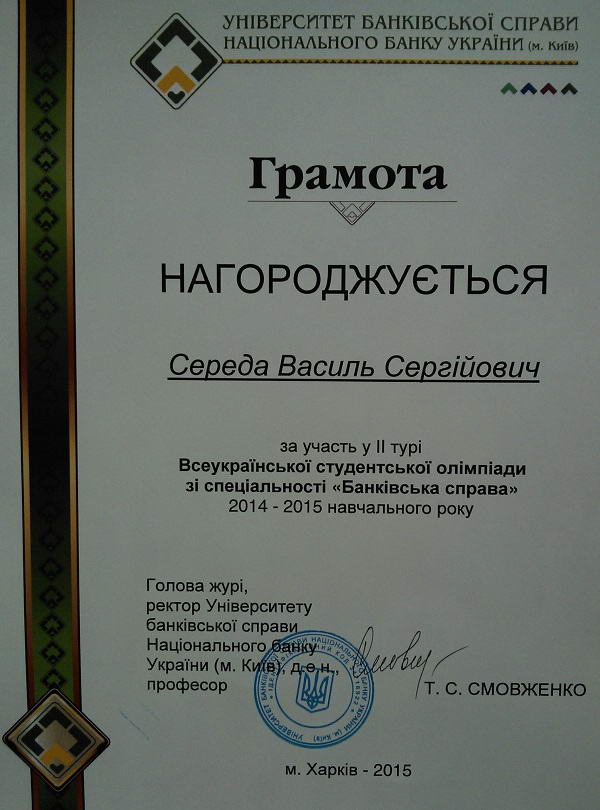 УНІВЕРСИТЕТ БАНКІВСЬКОЇ СПРАВИ
НАЦІОНАЛЬНОГО БАНКУ УКРАЇНИ (м. Київ)
Грамота
НАГОРОДЖУЄТЬСЯ
Середа Василь Сергійович
за участь у ІІ турі
Всеукраїнської студентської олімпіади
зі спеціальності «Банківська справа»
2014 - 2015 навчального року
Голова журі,
ректор Університету
банківської справи
Національного банку
України (м. Київ), д.е.н.,
професор
Т. С. СМОВЖЕНКО
м. Харків - 2015